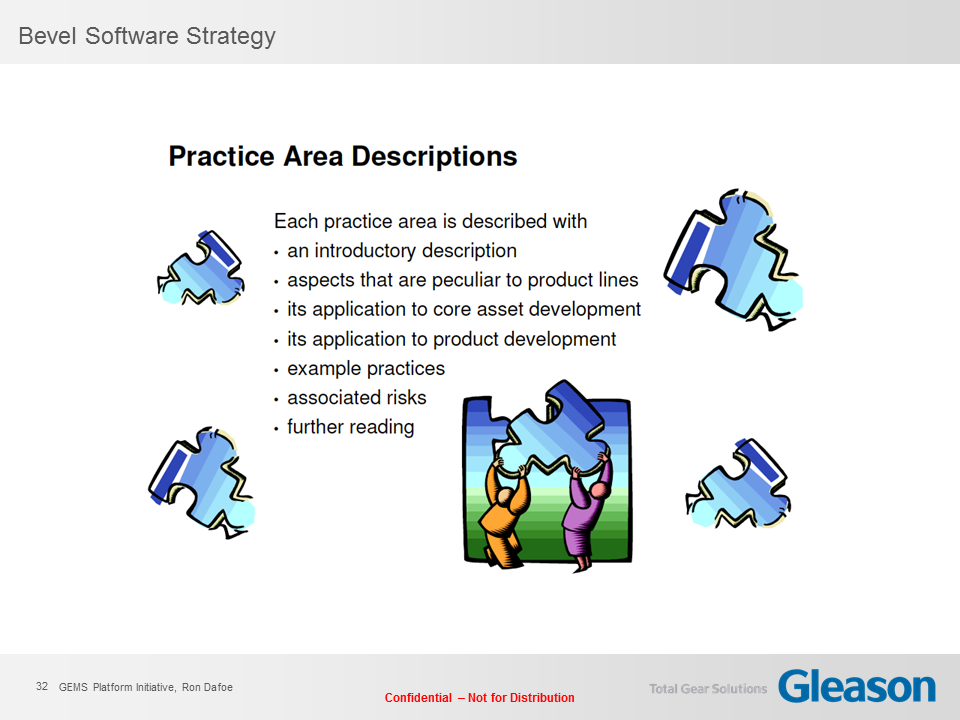 Bevel Software Strategy
Practice Area Descriptions
Each practice area is described with
• an introductory description
• aspects that are peculiar to product lines
• its application to core asset development
• its application to product development
• example practices
• associated risks
• further reading
32 GEMS Platform Initiative, Ron Dafoe
Confidential – Not for Distribution
Total Gear Solutions Gleason